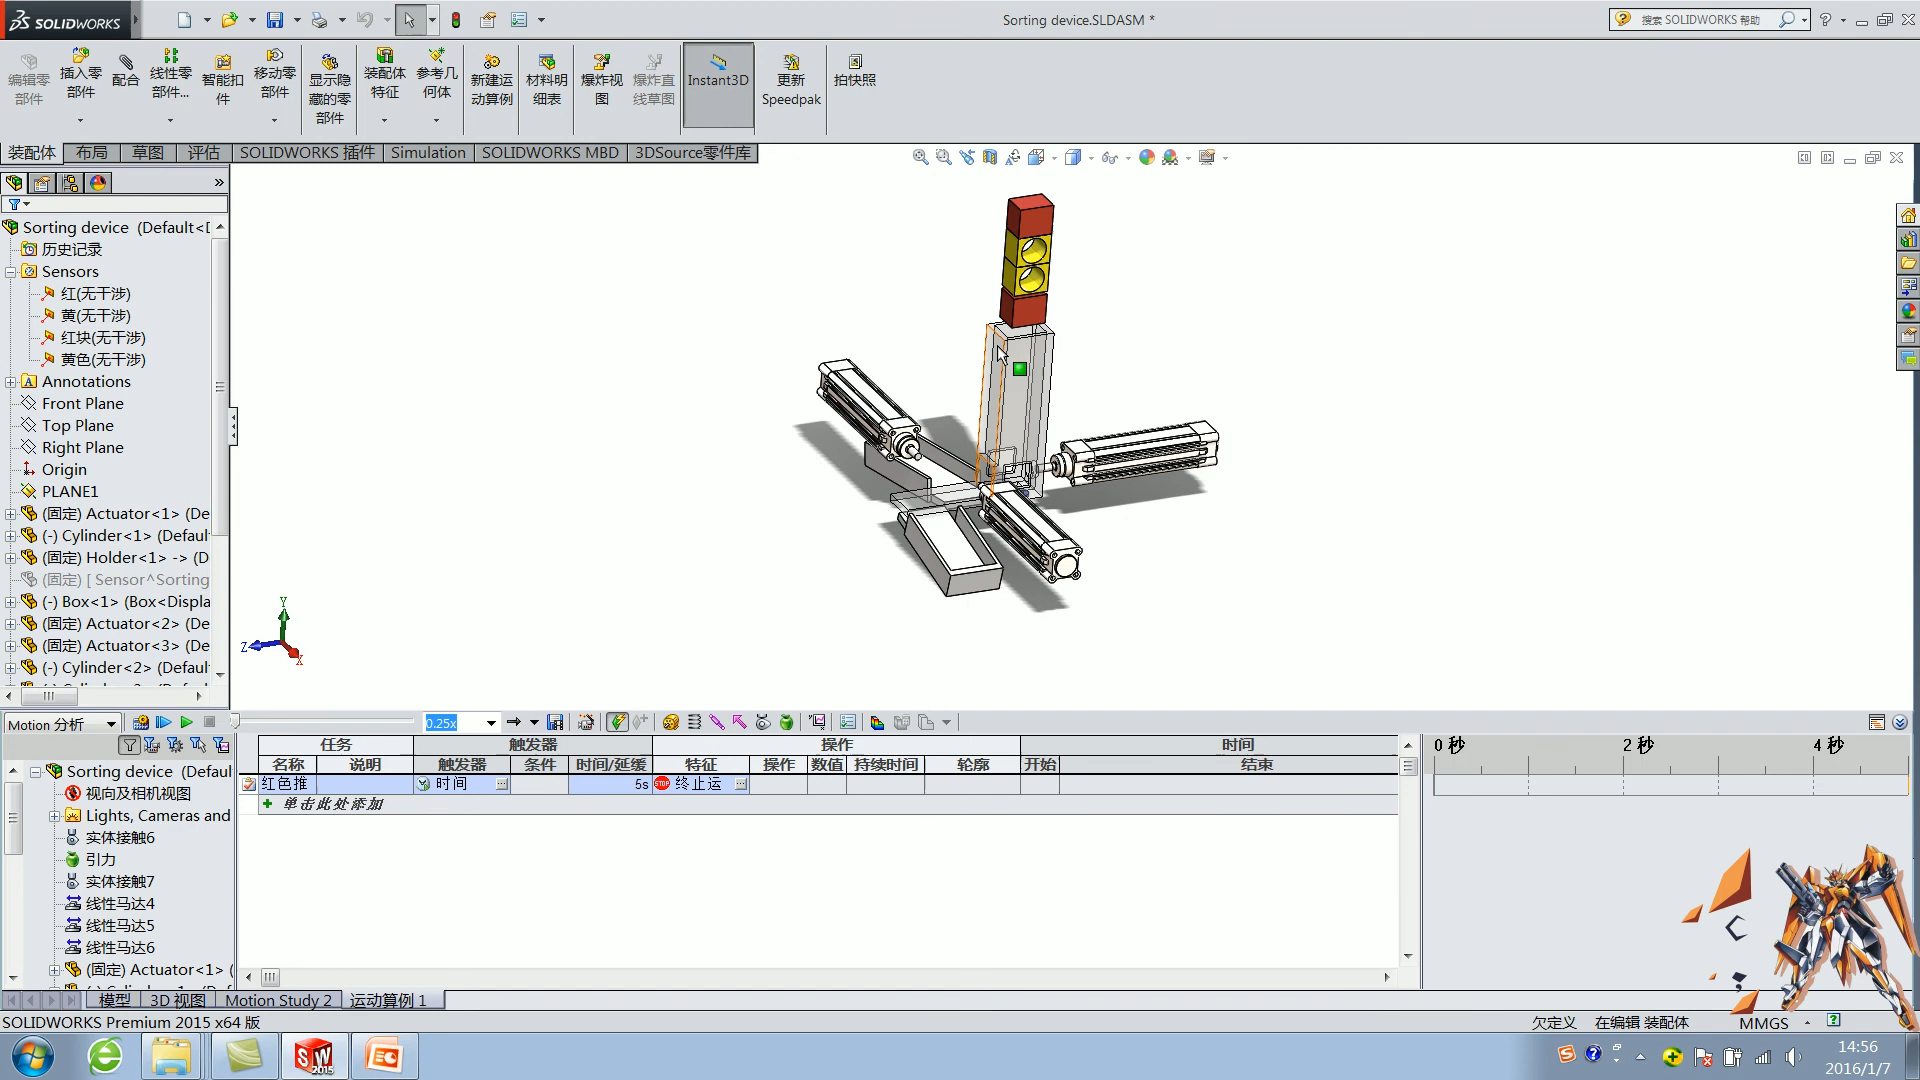 SOLIDWORKS
Sorting device.SLDASM *
搜索 SOLIDWORKS 帮助
编辑零部件
插入零部件
配合
线性零部件...
智能扣件
移动零部件
显示隐藏的零部件
装配体特征
参考几何体
新建运动算例
材料明细表
爆炸视图
爆炸直线草图
Instant3D
更新 Speedpak
拍快照
装配体 布局 草图 评估 SOLIDWORKS 插件 Simulation SOLIDWORKS MBD 3DSource零件库
Sorting device (Default<D
历史记录
Sensors
红(无干涉)
黄(无干涉)
红块(无干涉)
黄色(无干涉)
Annotations
Front Plane
Top Plane
Right Plane
Origin
PLANE1
(固定) Actuator<1> (De
(-) Cylinder<1> (Default
(固定) Holder<1> -> (D
(固定) [ Sensor^Sorting
(-) Box<1> (Box<Displa
(固定) Actuator<2> (De
(固定) Actuator<3> (De
(-) Cylinder<2> (Default
Y
Z
X
Motion 分析
0.25x
任务 触发器 操作 时间
名称 说明 触发器 条件 时间/延缓 特征 操作 数值 持续时间 轮廓 开始 结束
红色推 时间 5s STOP 终止运
单击此处添加
0 秒 2 秒 4 秒
Sorting device (Defaul
视向及相机视图
Lights, Cameras and
实体接触6
引力
实体接触7
线性马达4
线性马达5
线性马达6
(固定) Actuator<1> (
模型 3D 视图 Motion Study 2 运动算例 1
SOLIDWORKS Premium 2015 x64 版
欠定义 在编辑 装配体 MMGS
SW 2015
14:56
2016/1/7